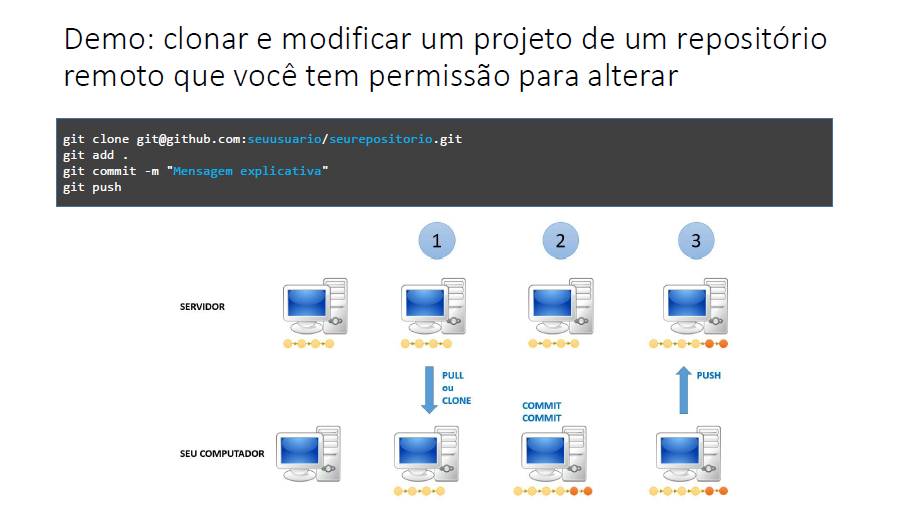 Demo: clonar e modificar um projeto de um repositório
remoto que você tem permissão para alterar
git clone git@github.com:seuusuario/seurepositorio.git
git add .
git commit -m "Mensagem explicativa"
git push
1
2
3
SERVIDOR
PULL
ou
CLONE
PUSH
COMMIT
COMMIT
SEU COMPUTADOR